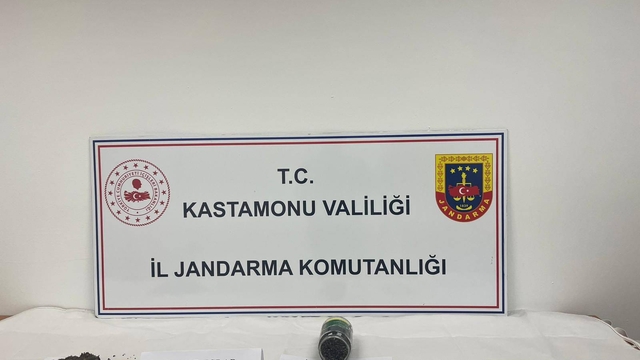 T.C.
KASTAMONU VALİLİĞİ
İL JANDARMA KOMUTANLIĞI
JANDARMA